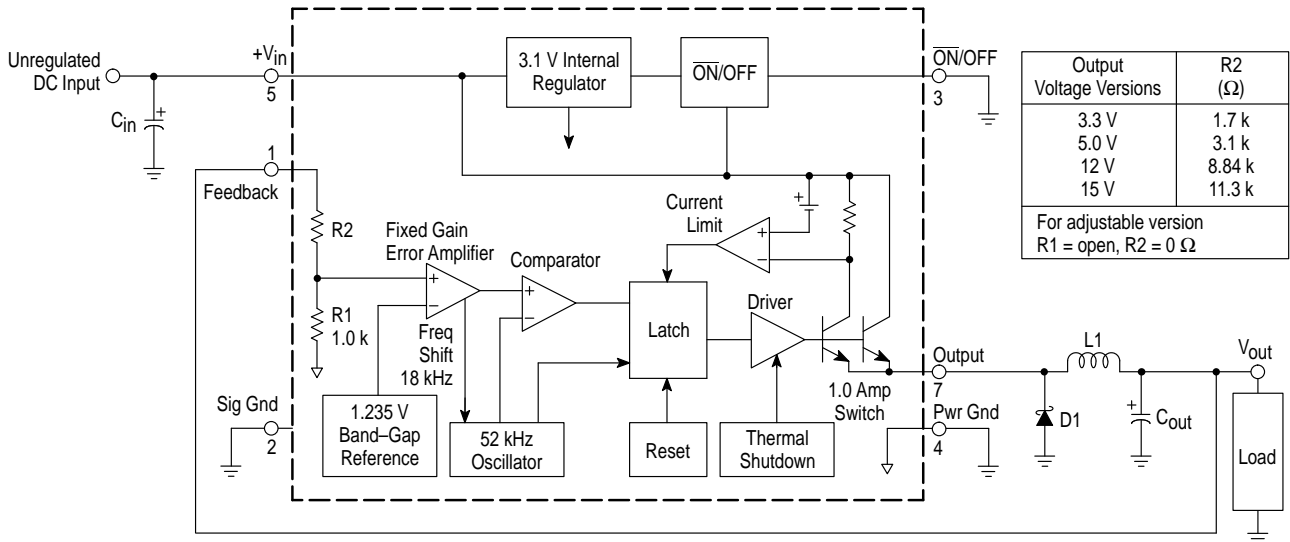 Unregulated
DC Input
Cin
+Vin
5
1
Feedback
R2
R1
1.0 k
Sig Gnd
2
3.1 V Internal
Regulator
ON/OFF
ON/OFF
3
Current
Limit
+
+
–
Fixed Gain
Error Amplifier
+
–
Comparator
+
–
Freq
Shift
18 kHz
Latch
Driver
1.235 V
Band–Gap
Reference
52 kHz
Oscillator
Reset
Thermal
Shutdown
1.0 Amp
Switch
Output
7
Pwr Gnd
4
D1
L1
+
Cout
Vout
Load
+
Output
Voltage Versions
R2
(Ω)
3.3 V
1.7 k
5.0 V
3.1 k
12 V
8.84 k
15 V
11.3 k
For adjustable version
R1 = open, R2 = 0 Ω